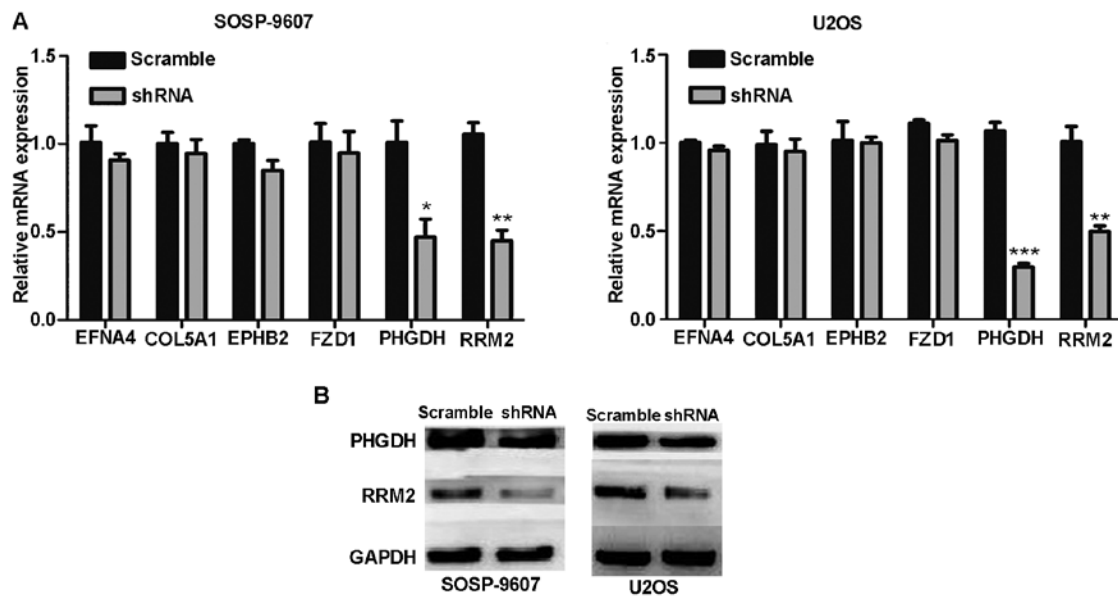 A
SOSP-9607
Relative mRNA expression
1.5
1.0
0.5
0.0
Scramble
shRNA
*
**
EFNA4 COL5A1 EPHB2 FZD1 PHGDH RRM2
U2OS
Relative mRNA expression
1.5
1.0
0.5
0.0
Scramble
shRNA
***
**
EFNA4 COL5A1 EPHB2 FZD1 PHGDH RRM2
B
Scramble shRNA
Scramble shRNA
PHGDH
RRM2
GAPDH
SOSP-9607
U2OS